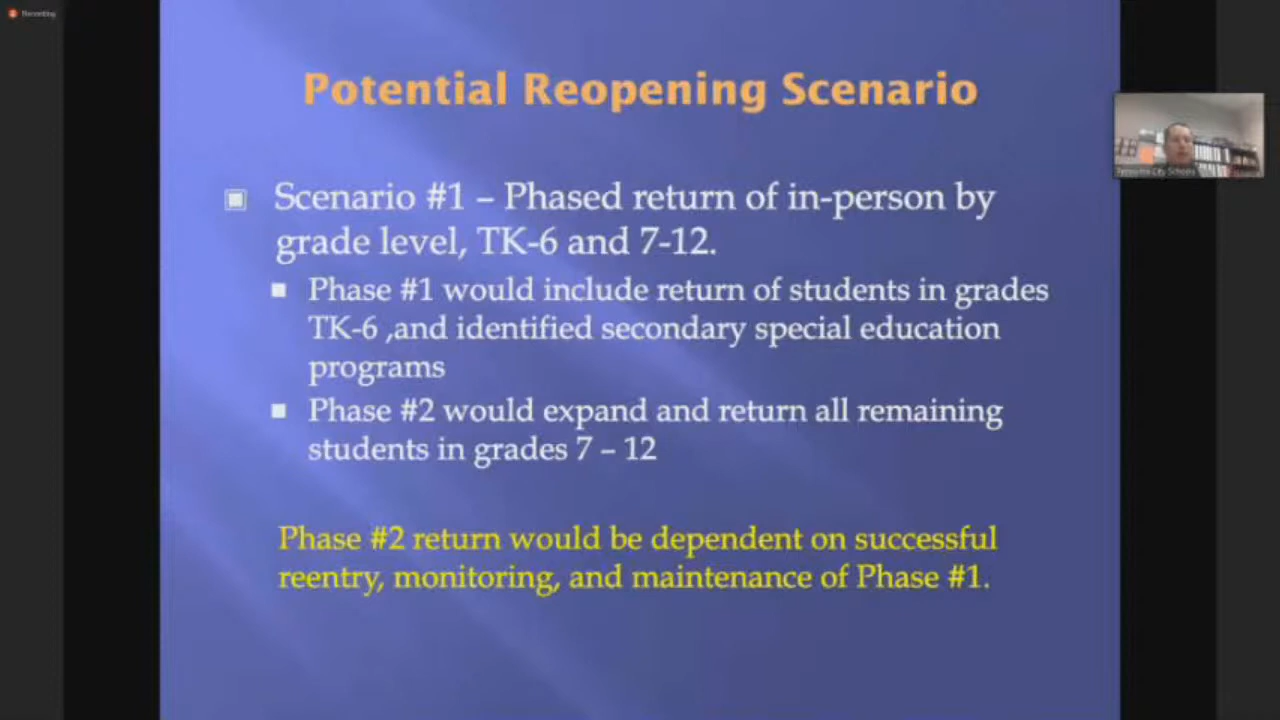 Recording
Potential Reopening Scenario
Scenario #1 – Phased return of in-person by
grade level, TK-6 and 7-12.
Phase #1 would include return of students in grades
TK-6 ,and identified secondary special education
programs
Phase #2 would expand and return all remaining
students in grades 7 – 12
Phase #2 return would be dependent on successful
reentry, monitoring, and maintenance of Phase #1.
City Schools